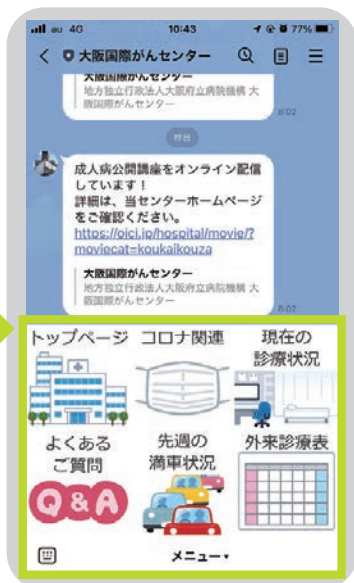 au 4G 10:43 77%
大阪国際がんセンター
大阪国際がんセンター
地方独立行政法人大阪府立病院機構 大
阪国際がんセンター
8:02
昨日
成人病公開講座をオンライン配信
しています！
詳細は、当センターホームページ
をご確認ください。
https://oici.jp/hospital/movie/?
moviecat=koukaikouza
大阪国際がんセンター
地方独立行政法人大阪府立病院機構 大
阪国際がんセンター
8:02
トップページ
コロナ関連
現在の
診療状況
よくある
ご質問
Q&A
先週の
満車状況
外来診療表
メニュー▾